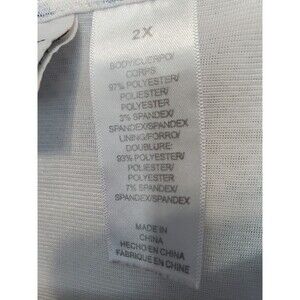 2X
BODY/CUERPO/
CORPS
97% POLYESTER/
POLIESTER/
POLYESTER
3% SPANDEX/
SPANDEX/SPANDEX
LINING/FORRO/
DOUBLURE:
93% POLYESTER/
POLIESTER/
POLYESTER
7% SPANDEX/
SPANDEX/SPANDEX
MADE IN
CHINA
HECHO EN CHINA
FABRIQUE EN CHINE